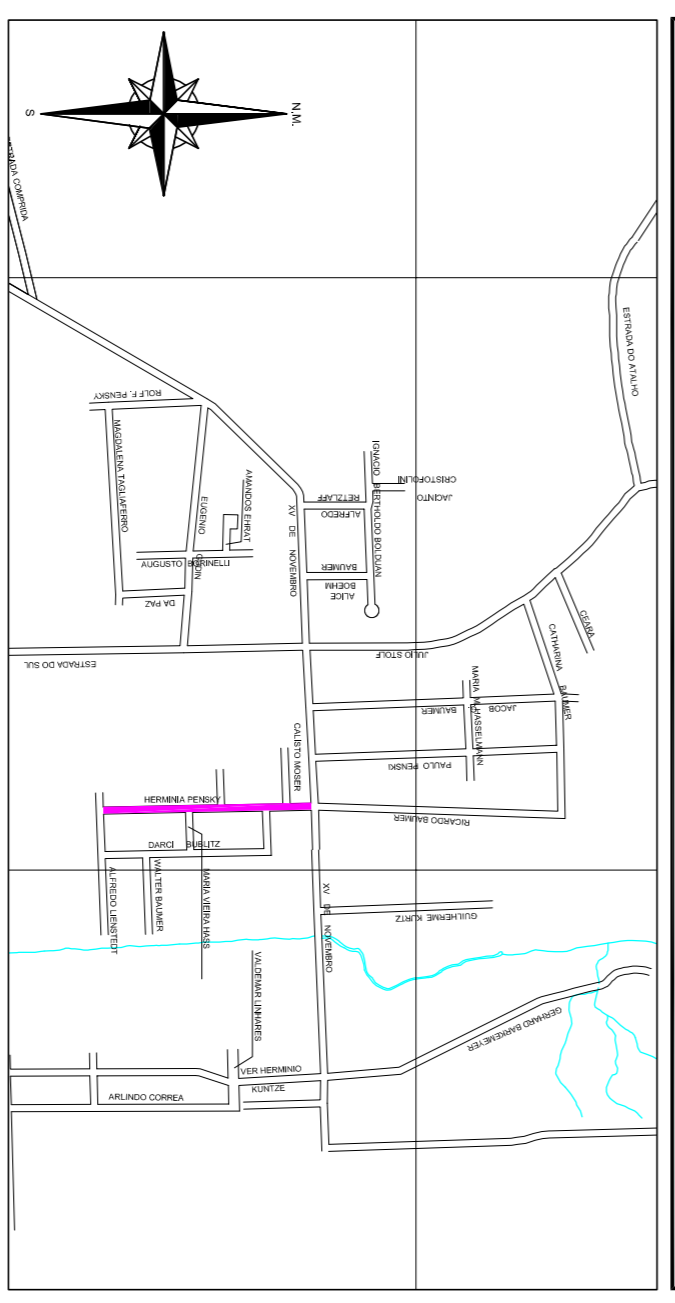 N.M.
S
ESTRADA COMPRIDA
ESTRADA DO ATALHO
ROLF F. PENSKY
MAGDALENA TAGLIAFERRO
EUGENIO
AMANDOS EHRAT
XV DE NOVEMBRO
IGNACIO BERTHOLDO BOLDUAN
JACINTO
CRISTOFOLINI
ALFREDO
RETZLAFF
AUGUSTO BORINELLI
DA PAZ
ALICE
BOEHM
BAUMER
CEARA
CATHARINA
BAUMER
ESTRADA DO SUL
JULIO STOLF
MARIA M. HASSELMANN
JACOB
BAUMER
PAULO PENSKI
CALISTO MOSER
HERMINIA PENSKY
RICARDO BAUMER
DARCI BUBLITZ
ALFREDO LIENSTEDT
WALTER BAUMER
MARIA VIEIRA HASS
XV DE NOVEMBRO
GUILHERME KURTZ
VALDEMAR LINHARES
GERHARD BARKEMEYER
VER HERMINIO
KUNTZE
ARLINDO CORREA